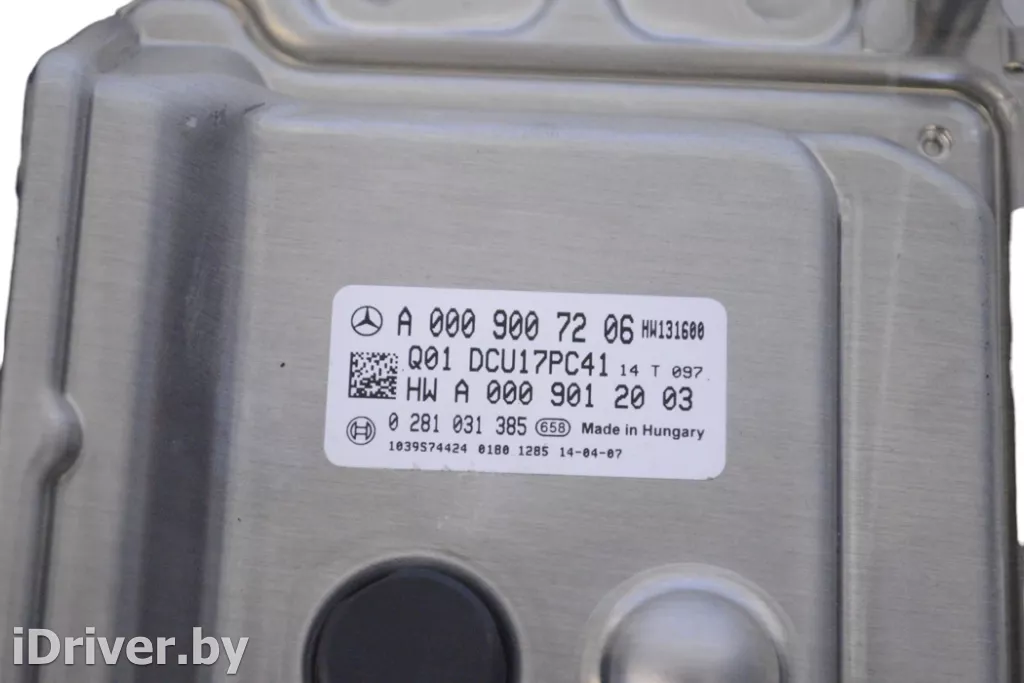 A 000 900 72 06 HW131600
Q01 DCU17PC41 14 T 097
HW A 000 901 20 03
0 281 031 385 658 Made in Hungary
1039S74424 0180 1285 14-04-07
iDriver.by